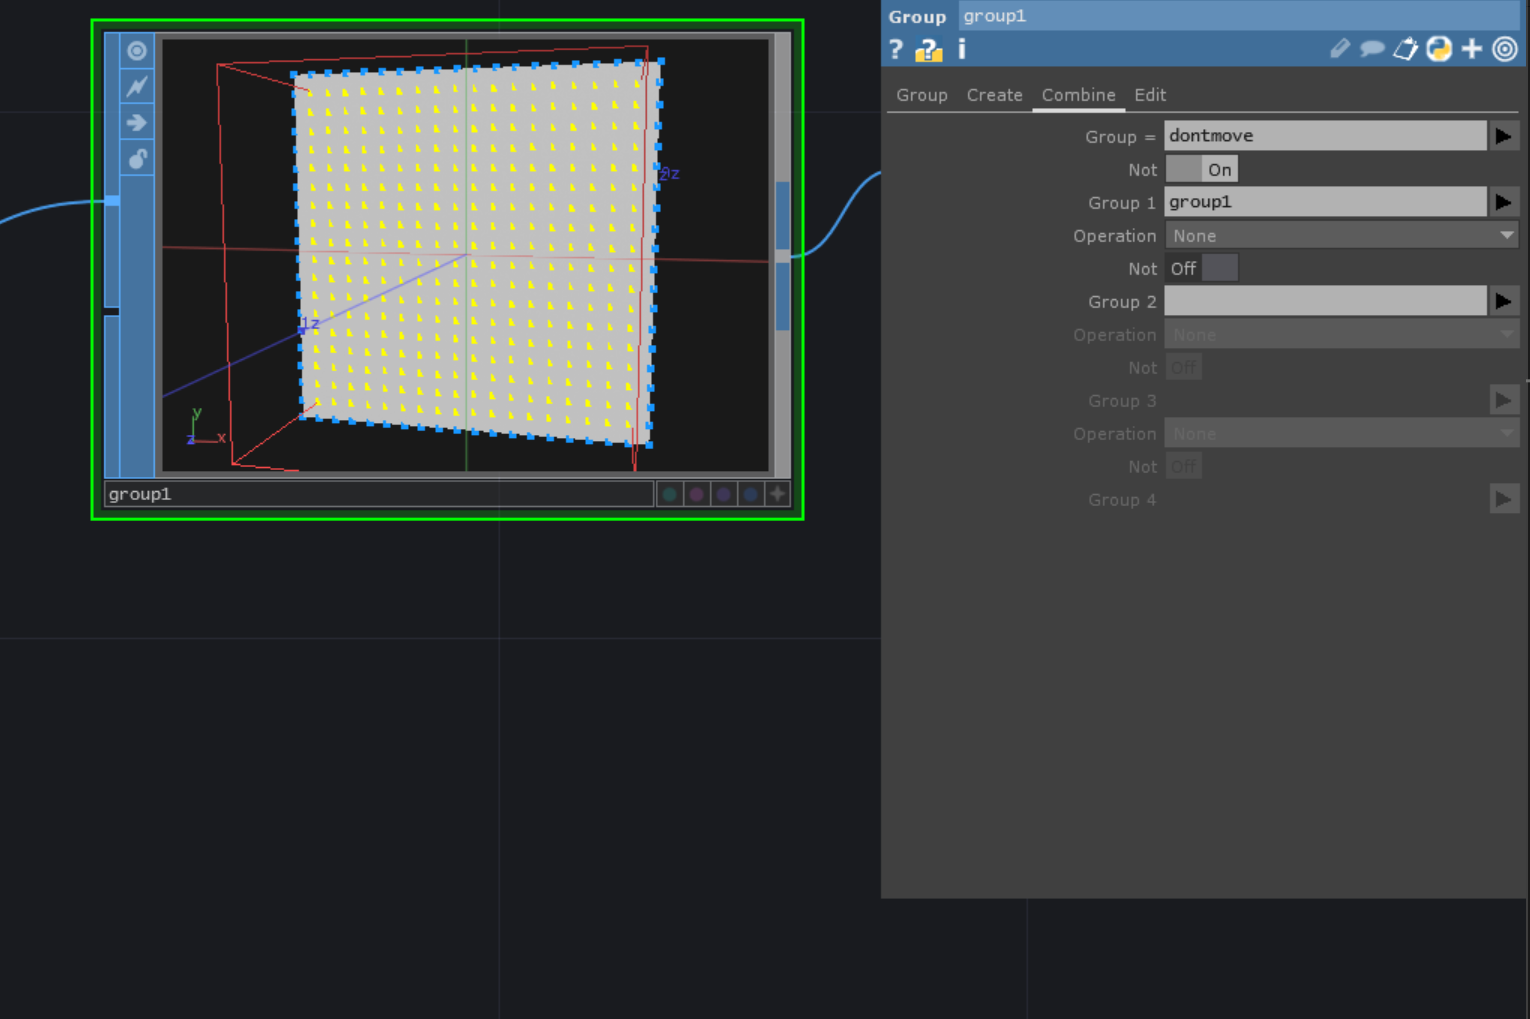 Group group1
? ? i
Group Create Combine Edit
Group = dontmove
Not On
Group 1 group1
Operation None
Not Off
Group 2
Operation None
Not Off
Group 3
Operation None
Not Off
Group 4
1z
y
z x
group1